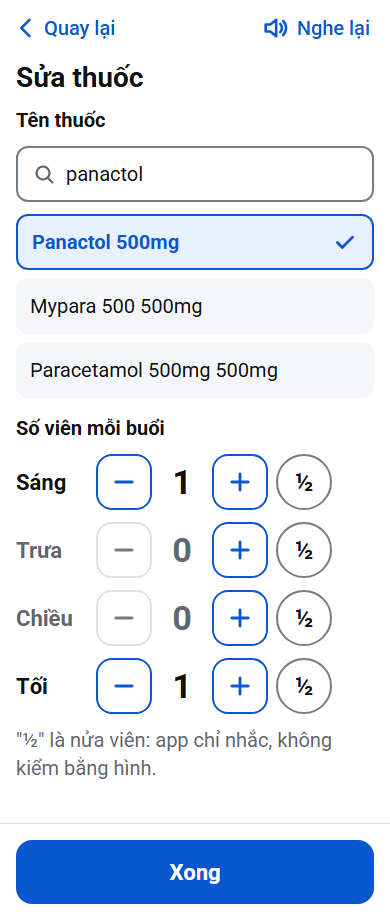 Quay lại
Nghe lại
Sửa thuốc
Tên thuốc
panactol
Panactol 500mg
Mypara 500 500mg
Paracetamol 500mg 500mg
Số viên mỗi buổi
Sáng 1 ½
Trưa 0 ½
Chiều 0 ½
Tối 1 ½
"½" là nửa viên: app chỉ nhắc, không
kiểm bằng hình.
Xong